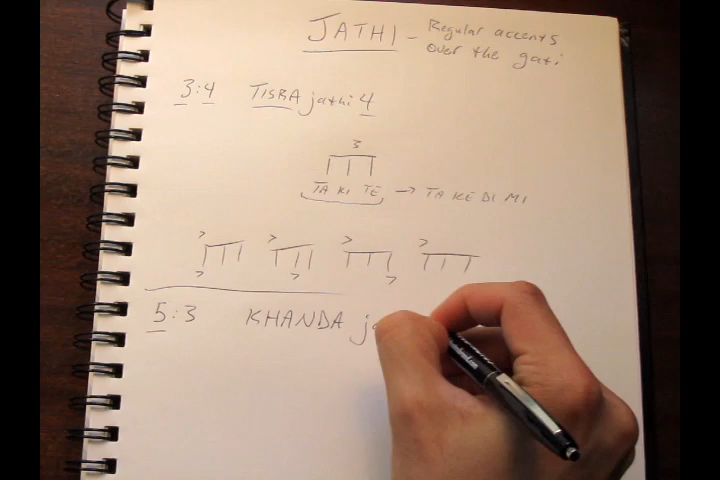 JATHI - Regular accents
over the gati
3:4 TISRA jathi 4
3
TA KI TE → TA KE DI MI
> > > >
> > >
5:3 KHANDA ja